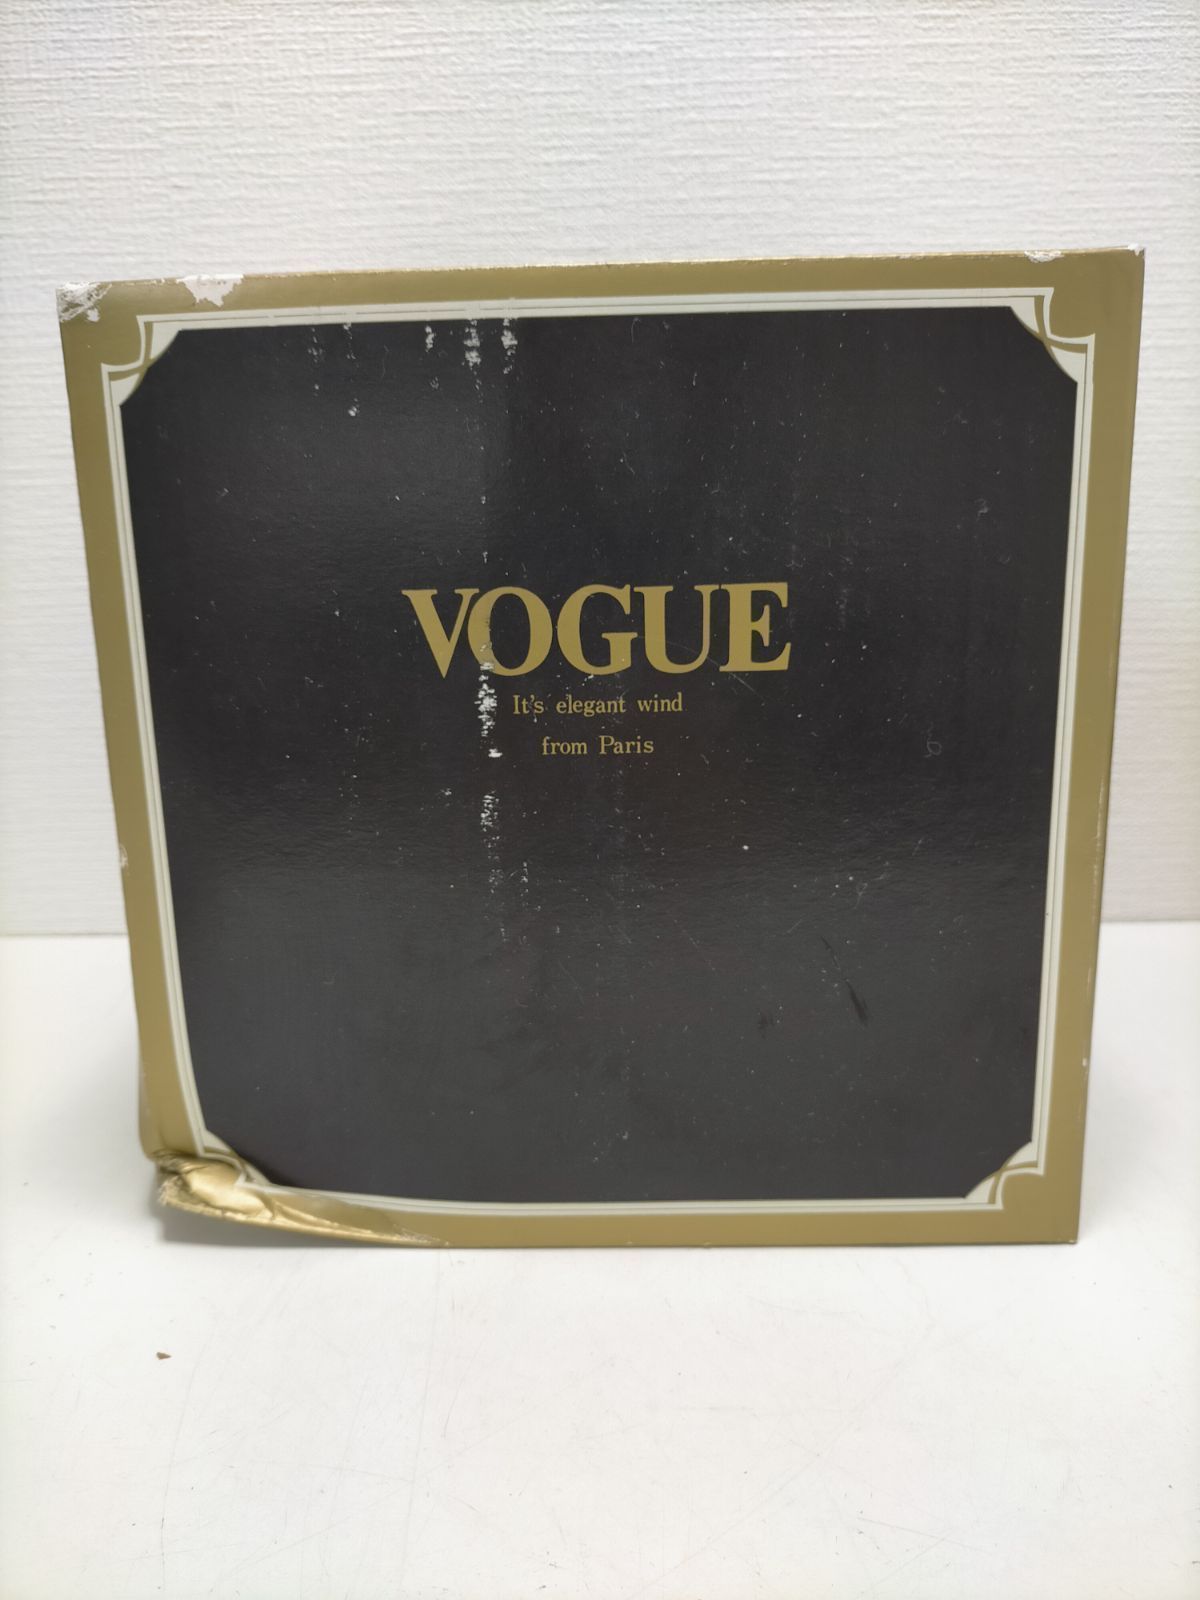 VOGUE
It's elegant wind
from Paris